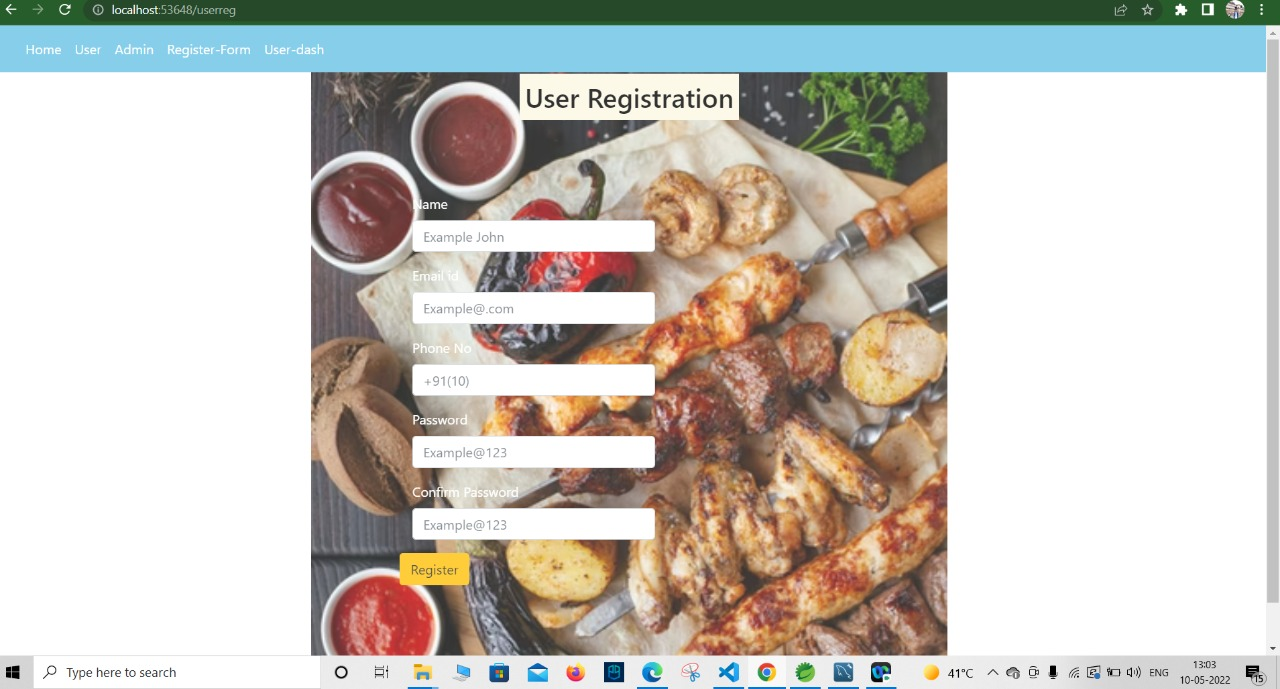 localhost:53648/userreg
Home User Admin Register-Form User-dash
User Registration
Name
Example John
Email id
Example@.com
Phone No
+91(10)
Password
Example@123
Confirm Password
Example@123
Register
Type here to search
41°C
ENG
13:03
10-05-2022
15